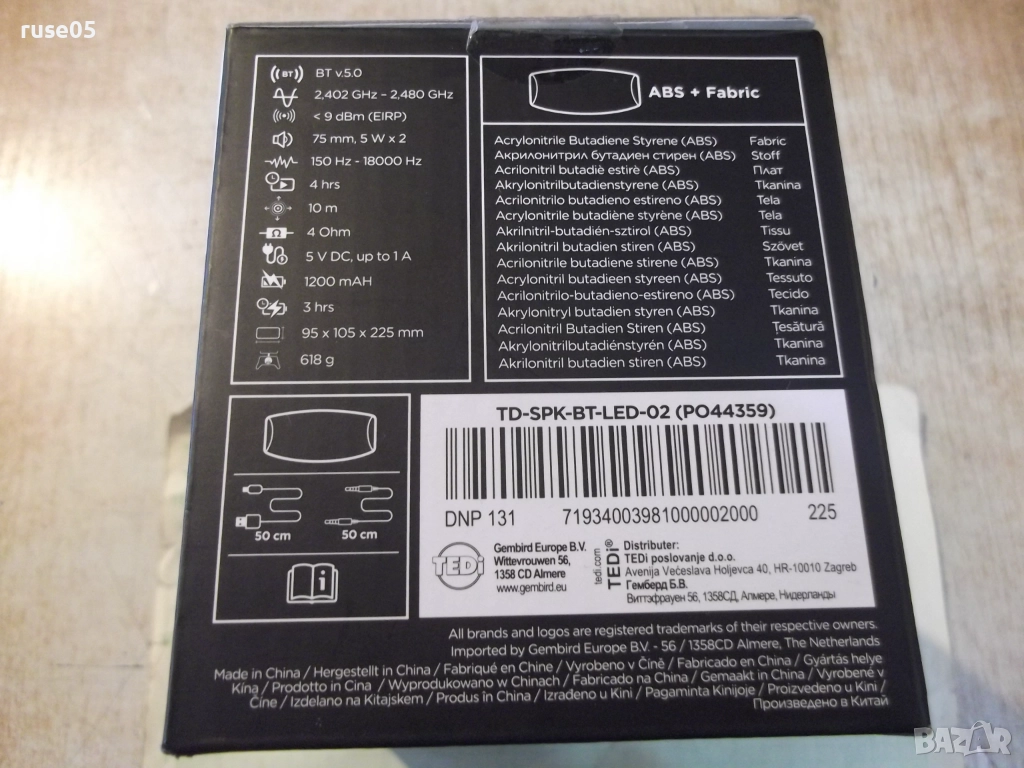 ruse05
BT
BT v.5.0
2,402 GHz - 2,480 GHz
< 9 dBm (EIRP)
75 mm, 5 W x 2
150 Hz - 18000 Hz
4 hrs
10 m
4 Ohm
5 V DC, up to 1 A
1200 mAH
3 hrs
95 x 105 x 225 mm
618 g
ABS + Fabric
Acrylonitrile Butadiene Styrene (ABS) Fabric
Акрилонитрил бутадиен стирен (ABS) Stoff
Acrilonitril butadiè estirè (ABS) Плат
Akrylonitrilbutadienstyrene (ABS) Tkanina
Acrilonitrilo butadieno estireno (ABS) Tela
Acrylonitrile butadiène styrène (ABS) Tela
Akrilnitril-butadién-sztirol (ABS) Tissu
Akrilonitril butadien stiren (ABS) Szövet
Acrilonitrile butadiene stirene (ABS) Tkanina
Acrylonitril butadieen styreen (ABS) Tessuto
Acrilonitrilo-butadieno-estireno (ABS) Tecido
Akrylonitryl butadien styren (ABS) Tkanina
Acrilonitril Butadien Stiren (ABS) Țesătură
Akrylonitrilbutadiénstyrén (ABS) Tkanina
Akrilonitril butadien stiren (ABS) Tkanina
50 cm 50 cm
i
TD-SPK-BT-LED-02 (PO44359)
DNP 131 71934003981000002000 225
TEDi
Gembird Europe B.V.
Wittevrouwen 56,
1358 CD Almere
www.gembird.eu
tedi.com
TEDi®
Distributer:
TEDi poslovanje d.o.o.
Avenija Većeslava Holjevca 40, HR-10010 Zagreb
Гемберд Б.В.
Виттэфрауен 56, 1358СД, Алмере, Нидерланды
All brands and logos are registered trademarks of their respective owners.
Imported by Gembird Europe B.V. - 56 / 1358CD Almere, The Netherlands
Made in China / Hergestellt in China / Fabriqué en Chine / Vyrobeno v Číně / Fabricado en China / Gyártás helye
Kína / Prodotto in Cina / Wyprodukowano w Chinach / Fabricado na China / Gemaakt in China / Vyrobené v
Číne / Izdelano na Kitajskem / Produs în China / Izrađeno u Kini / Pagaminta Kinijoje / Proizvedeno u Kini /
Произведено в Китай
BAZAR